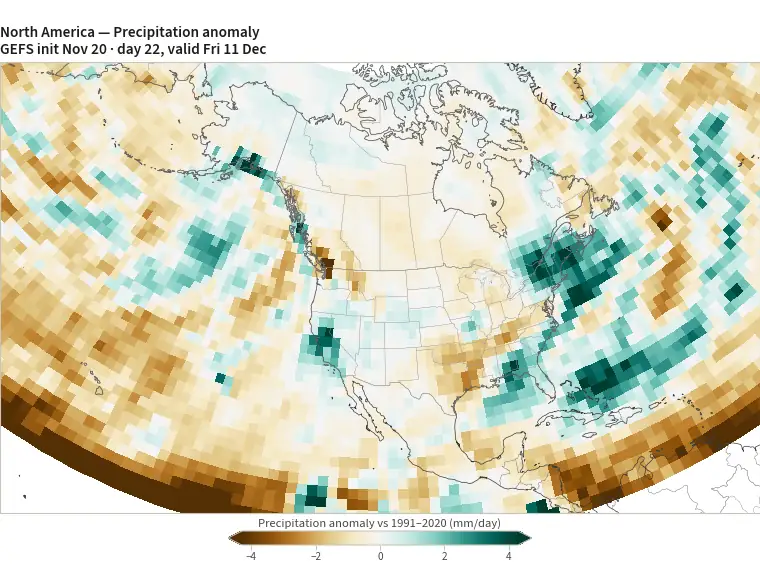 North America — Precipitation anomaly
GEFS init Nov 20 · day 22, valid Fri 11 Dec
Precipitation anomaly vs 1991–2020 (mm/day)
−4 −2 0 2 4